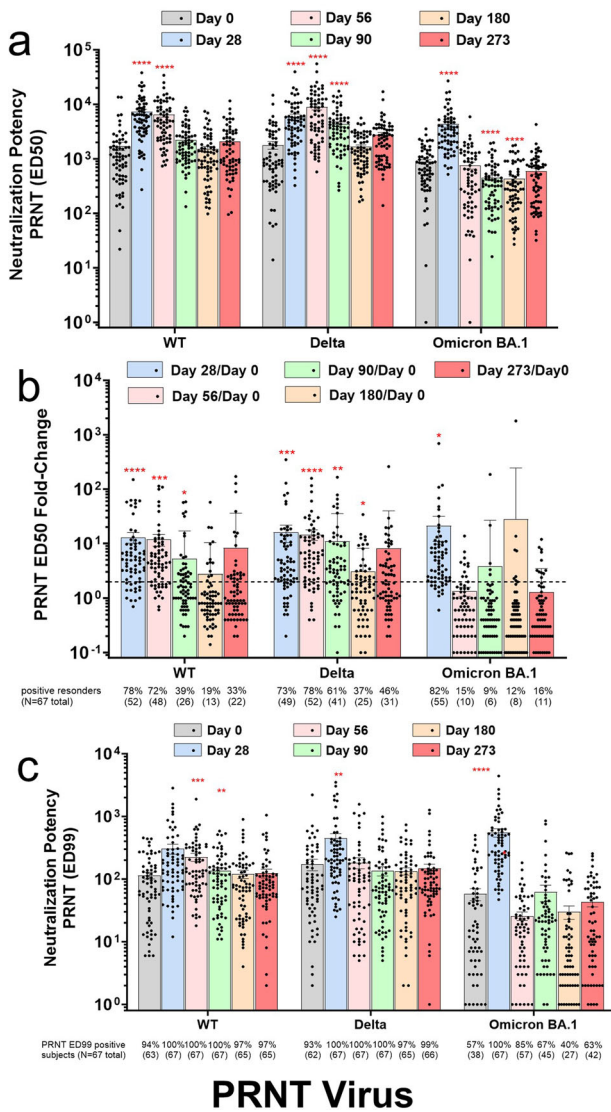 a
Day 0 Day 56 Day 180
Day 28 Day 90 Day 273
Neutralization Potency
PRNT (ED50)
10^5
10^4
10^3
10^2
10^1
10^0
**** ****
**** **** ****
**** **** ****
WT Delta Omicron BA.1
b
Day 28/Day 0 Day 90/Day 0 Day 273/Day0
Day 56/Day 0 Day 180/Day 0
PRNT ED50 Fold-Change
10^4
10^3
10^2
10^1
10^0
10^-1
**** *** *
*** **** ** *
*
WT Delta Omicron BA.1
positive resonders 78% 72% 39% 19% 33% 73% 78% 61% 37% 46% 82% 15% 9% 12% 16%
(N=67 total) (52) (48) (26) (13) (22) (49) (52) (41) (25) (31) (55) (10) (6) (8) (11)
c
Day 0 Day 56 Day 180
Day 28 Day 90 Day 273
Neutralization Potency
PRNT (ED99)
10^4
10^3
10^2
10^1
10^0
*** **
**
****
WT Delta Omicron BA.1
PRNT ED99 positive 94% 100% 100% 100% 97% 97% 93% 100% 100% 100% 97% 99% 57% 100% 85% 67% 40% 63%
subjects (N=67 total) (63) (67) (67) (67) (65) (65) (62) (67) (67) (67) (65) (66) (38) (67) (57) (45) (27) (42)
PRNT Virus